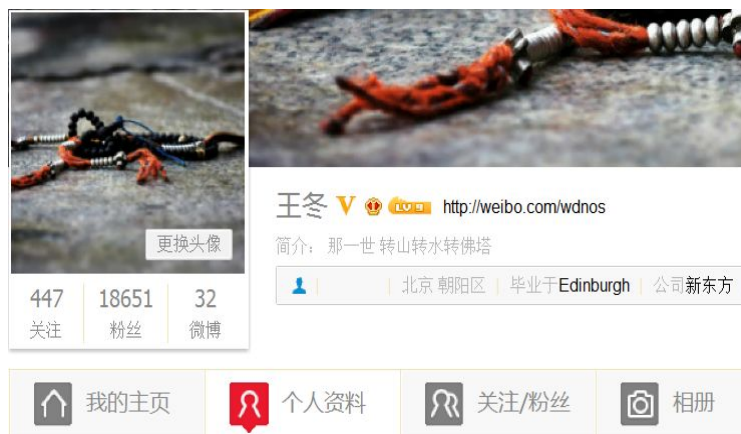 更换头像
447 18651 32
关注 粉丝 微博
王冬 V LV 9 http://weibo.com/wdnos
简介: 那一世 转山转水转佛塔
北京 朝阳区 毕业于Edinburgh 公司新东方
我的主页 个人资料 关注/粉丝 相册